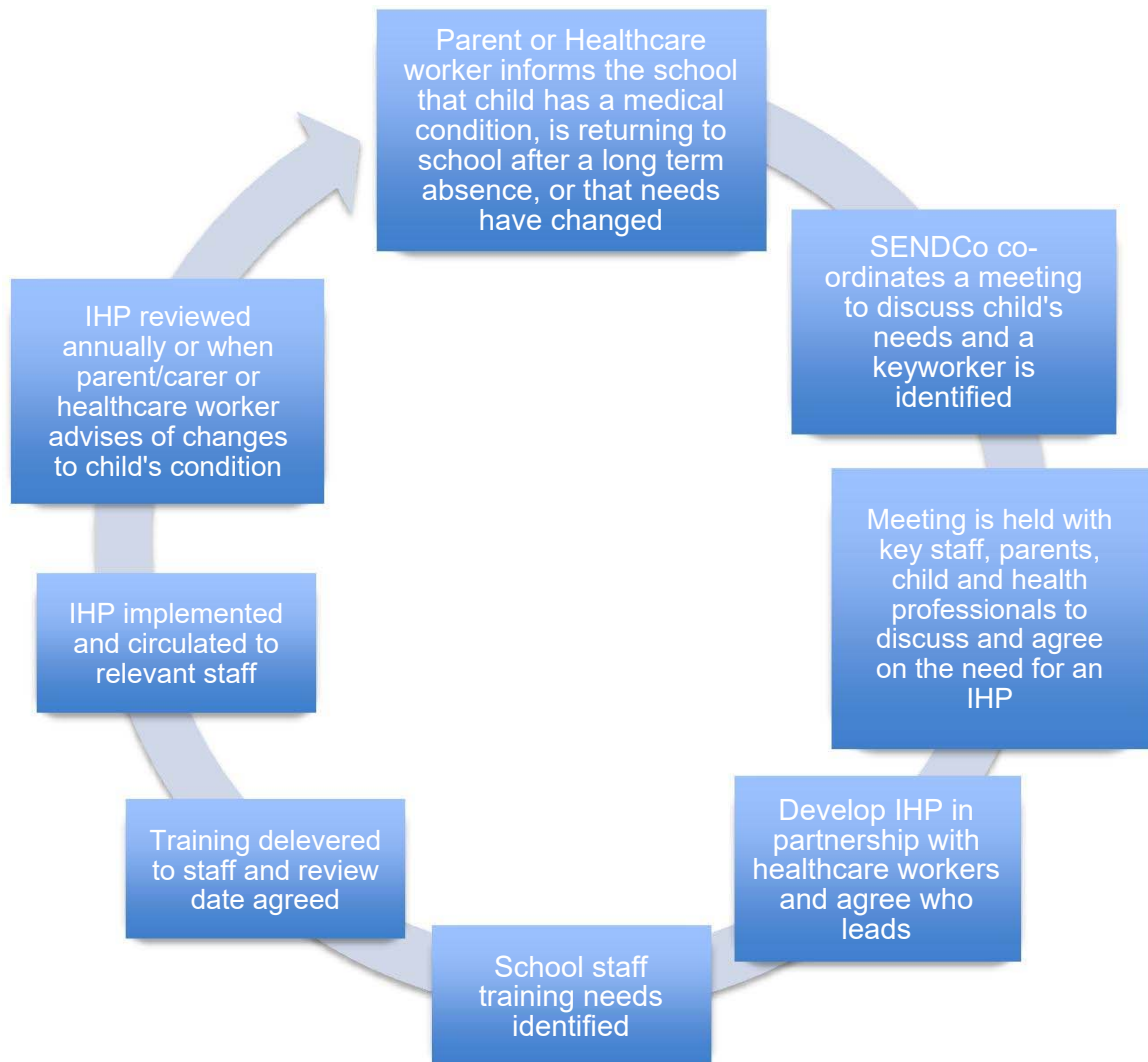 Parent or Healthcare
worker informs the school
that child has a medical
condition, is returning to
school after a long term
absence, or that needs
have changed
SENDCo co-
ordinates a meeting
to discuss child's
needs and a
keyworker is
identified
Meeting is held with
key staff, parents,
child and health
professionals to
discuss and agree
on the need for an
IHP
Develop IHP in
partnership with
healthcare workers
and agree who
leads
School staff
training needs
identified
Training delevered
to staff and review
date agreed
IHP implemented
and circulated to
relevant staff
IHP reviewed
annually or when
parent/carer or
healthcare worker
advises of changes
to child's condition